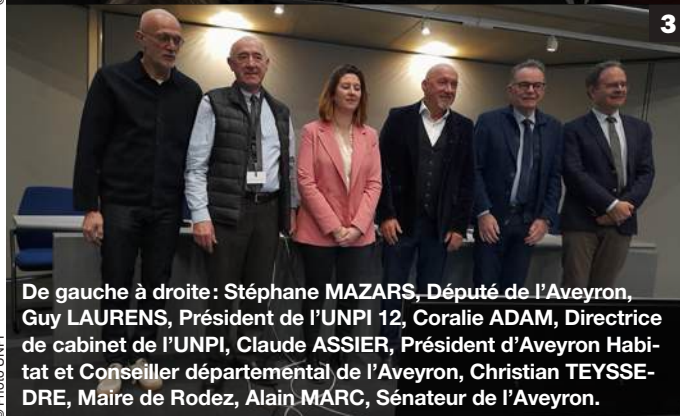 3
De gauche à droite: Stéphane MAZARS, Député de l'Aveyron,
Guy LAURENS, Président de l'UNPI 12, Coralie ADAM, Directrice
de cabinet de l'UNPI, Claude ASSIER, Président d'Aveyron Habi-
tat et Conseiller départemental de l'Aveyron, Christian TEYSSE-
DRE, Maire de Rodez, Alain MARC, Sénateur de l'Aveyron.